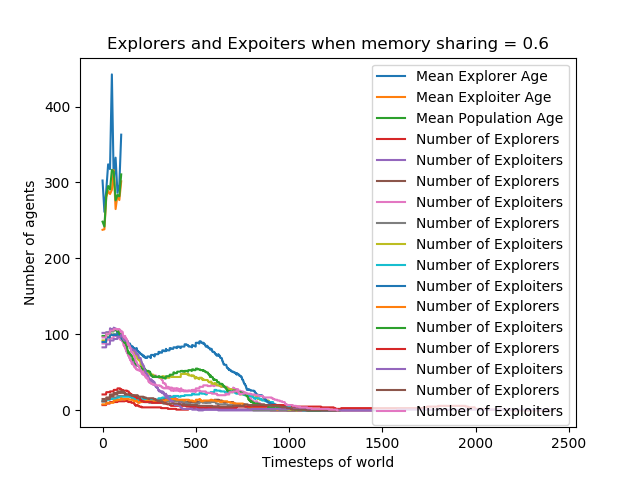 Explorers and Expoiters when memory sharing = 0.6
Number of agents
400
300
200
100
0
0
500
1000
1500
2000
2500
Timesteps of world
Mean Explorer Age
Mean Exploiter Age
Mean Population Age
Number of Explorers
Number of Exploiters
Number of Explorers
Number of Exploiters
Number of Explorers
Number of Exploiters
Number of Explorers
Number of Exploiters
Number of Explorers
Number of Exploiters
Number of Explorers
Number of Exploiters
Number of Explorers
Number of Exploiters